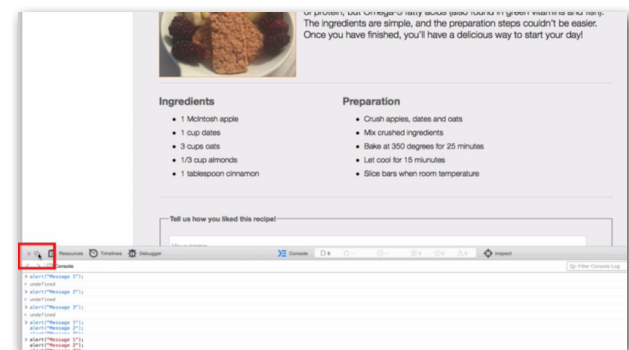 of protein, but Omega-3 fatty acids (also found in green vitamins and fish).
The ingredients are simple, and the preparation steps couldn't be easier.
Once you have finished, you'll have a delicious way to start your day!
Ingredients
• 1 McIntosh apple
• 1 cup dates
• 3 cups oats
• 1/3 cup almonds
• 1 tablespoon cinnamon
Preparation
• Crush apples, dates and oats
• Mix crushed ingredients
• Bake at 350 degrees for 25 minutes
• Let cool for 15 miunutes
• Slice bars when room temperature
Tell us how you liked this recipe!
Resources Timelines Debugger Console Inspect
Console Filter Console Log
> alert("Message 1");
< undefined
> alert("Message 2");
< undefined
> alert("Message 3");
< undefined
> alert("Message 1");
alert("Message 2");
> alert("Message 1");
alert("Message 2");